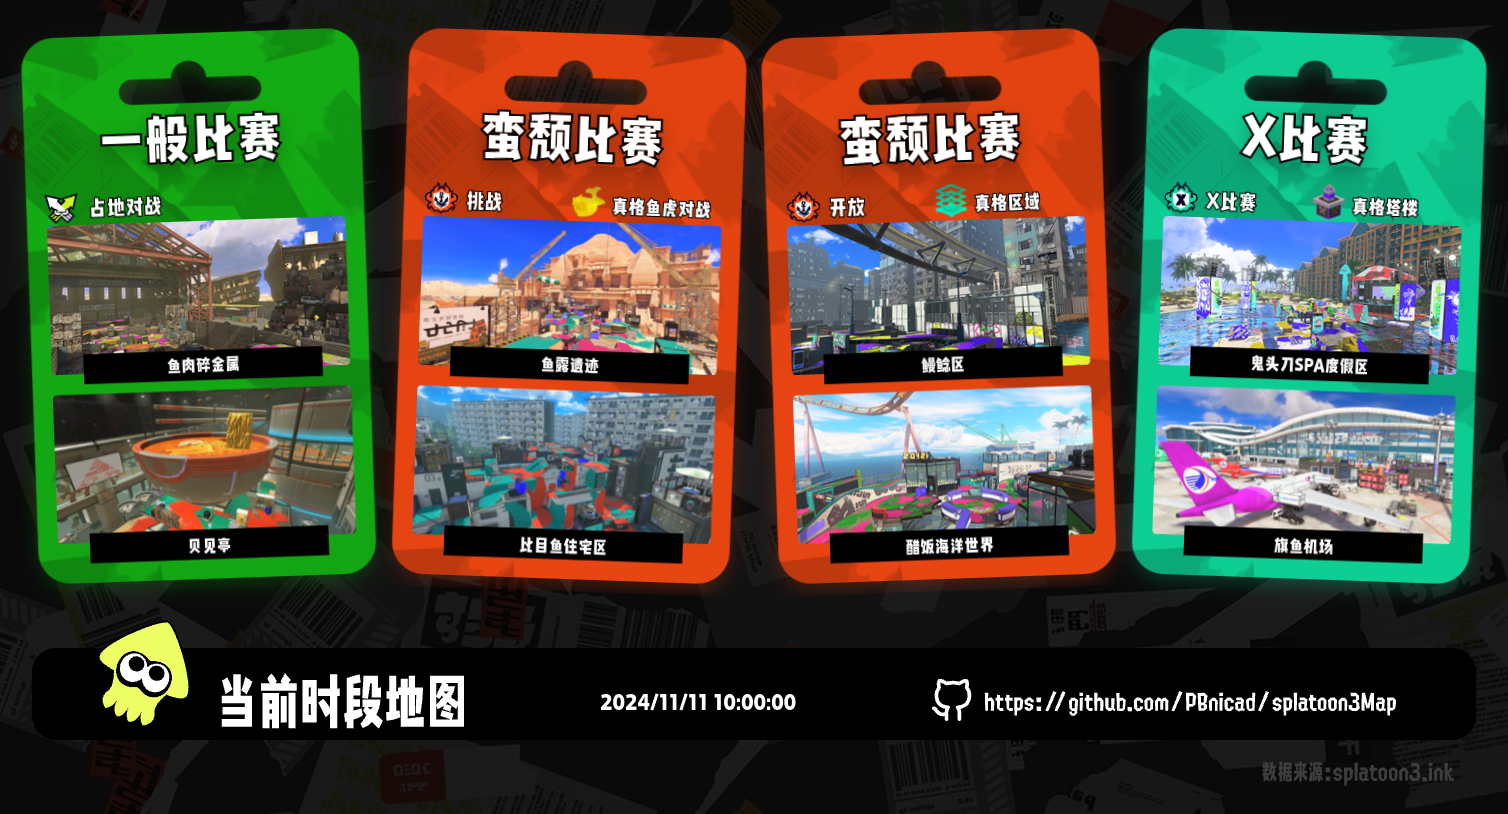 一般比赛
占地对战
鱼肉碎金属
贝见亭
蛮颓比赛
挑战
真格鱼虎对战
鱼露遗迹
比目鱼住宅区
蛮颓比赛
开放
真格区域
鳗鲶区
醋饭海洋世界
X比赛
X比赛
真格塔楼
鬼头刀SPA度假区
旗鱼机场
当前时段地图
2024/11/11 10:00:00
https://github.com/PBnicad/splatoon3Map
数据来源:splatoon3.ink